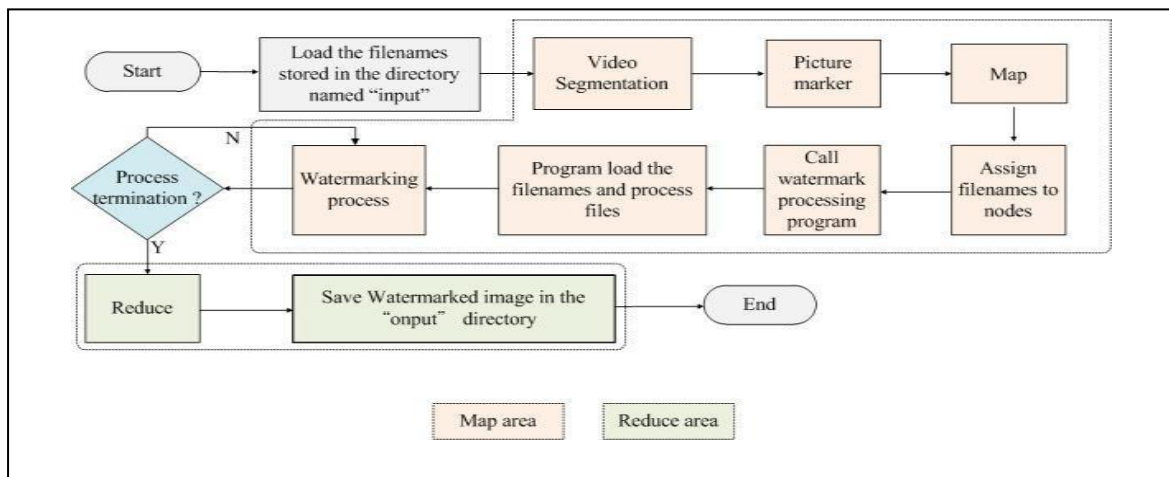 Start
Load the filenames
stored in the directory
named “input”
Video
Segmentation
Picture
marker
Map
Assign
filenames to
nodes
Call
watermark
processing
program
Program load the
filenames and process
files
Watermarking
process
Process
termination ?
N
Y
Reduce
Save Watermarked image in the
“onput” directory
End
Map area
Reduce area